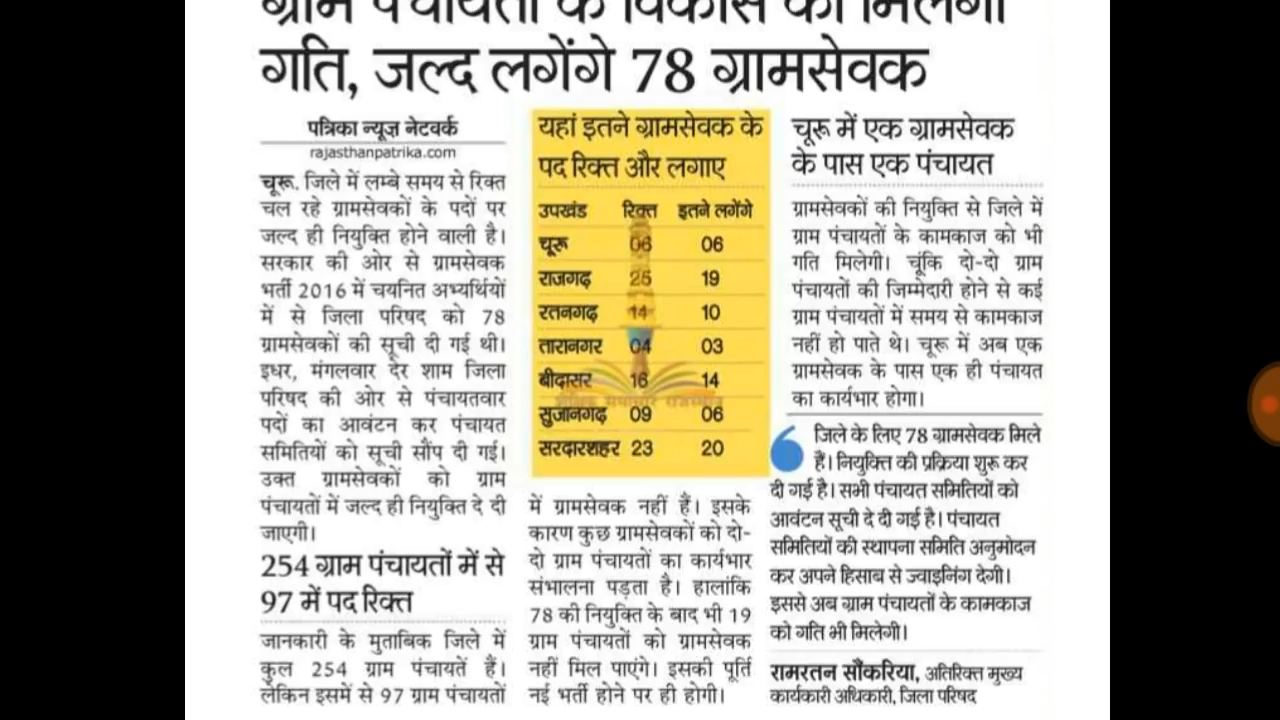 ग्राम पंचायतों के विकास को मिलेगी
गति, जल्द लगेंगे 78 ग्रामसेवक
पत्रिका न्यूज़ नेटवर्क
rajasthanpatrika.com
चूरू. जिले में लम्बे समय से रिक्त
चल रहे ग्रामसेवकों के पदों पर
जल्द ही नियुक्ति होने वाली है।
सरकार की ओर से ग्रामसेवक
भर्ती 2016 में चयनित अभ्यर्थियों
में से जिला परिषद को 78
ग्रामसेवकों की सूची दी गई थी।
इधर, मंगलवार देर शाम जिला
परिषद की ओर से पंचायतवार
पदों का आवंटन कर पंचायत
समितियों को सूची सौंप दी गई।
उक्त ग्रामसेवकों को ग्राम
पंचायतों में जल्द ही नियुक्ति दे दी
जाएगी।
254 ग्राम पंचायतों में से
97 में पद रिक्त
जानकारी के मुताबिक जिले में
कुल 254 ग्राम पंचायतें हैं।
लेकिन इसमें से 97 ग्राम पंचायतों
यहां इतने ग्रामसेवक के
पद रिक्त और लगाए
उपखंड रिक्त इतने लगेंगे
चूरू 06 06
राजगढ़ 25 19
रतनगढ़ 14 10
तारानगर 04 03
बीदासर 16 14
सुजानगढ़ 09 06
सरदारशहर 23 20
में ग्रामसेवक नहीं हैं। इसके
कारण कुछ ग्रामसेवकों को दो-
दो ग्राम पंचायतों का कार्यभार
संभालना पड़ता है। हालांकि
78 की नियुक्ति के बाद भी 19
ग्राम पंचायतों को ग्रामसेवक
नहीं मिल पाएंगे। इसकी पूर्ति
नई भर्ती होने पर ही होगी।
चूरू में एक ग्रामसेवक
के पास एक पंचायत
ग्रामसेवकों की नियुक्ति से जिले में
ग्राम पंचायतों के कामकाज को भी
गति मिलेगी। चूंकि दो-दो ग्राम
पंचायतों की जिम्मेदारी होने से कई
ग्राम पंचायतों में समय से कामकाज
नहीं हो पाते थे। चूरू में अब एक
ग्रामसेवक के पास एक ही पंचायत
का कार्यभार होगा।
जिले के लिए 78 ग्रामसेवक मिले
हैं। नियुक्ति की प्रक्रिया शुरू कर
दी गई है। सभी पंचायत समितियों को
आवंटन सूची दे दी गई है। पंचायत
समितियों की स्थापना समिति अनुमोदन
कर अपने हिसाब से ज्वाइनिंग देगी।
इससे अब ग्राम पंचायतों के कामकाज
को गति भी मिलेगी।
रामरतन सौंकरिया, अतिरिक्त मुख्य
कार्यकारी अधिकारी, जिला परिषद